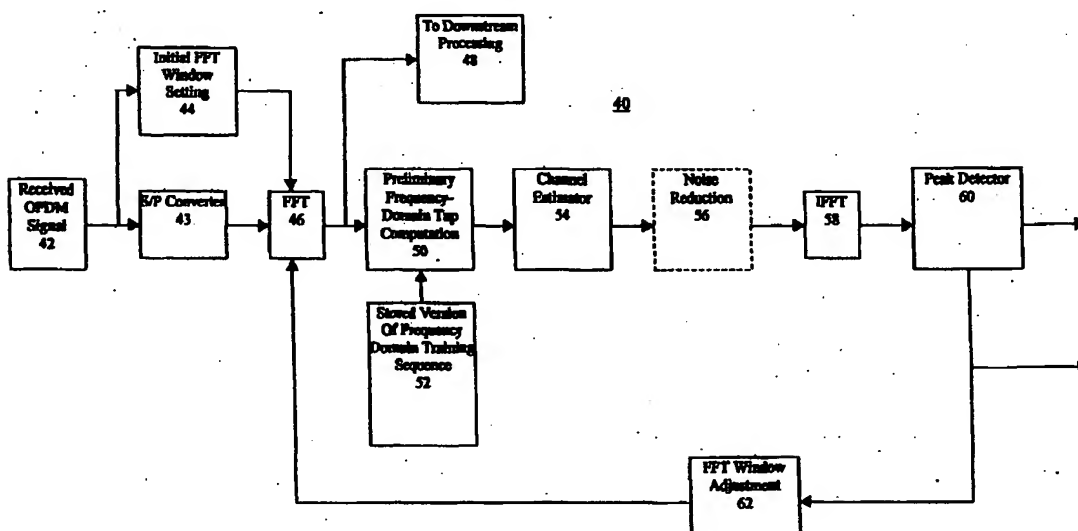 To Downstream
Processing
48
Initial FFT
Window
Setting
44
40
Received
OFDM
Signal
42
S/P Converter
43
FFT
46
Preliminary
Frequency-
Domain Tap
Computation
50
Channel
Estimator
54
Noise
Reduction
56
IFFT
58
Peak Detector
60
Stored Version
Of Frequency
Domain Training
Sequence
52
FFT Window
Adjustment
62